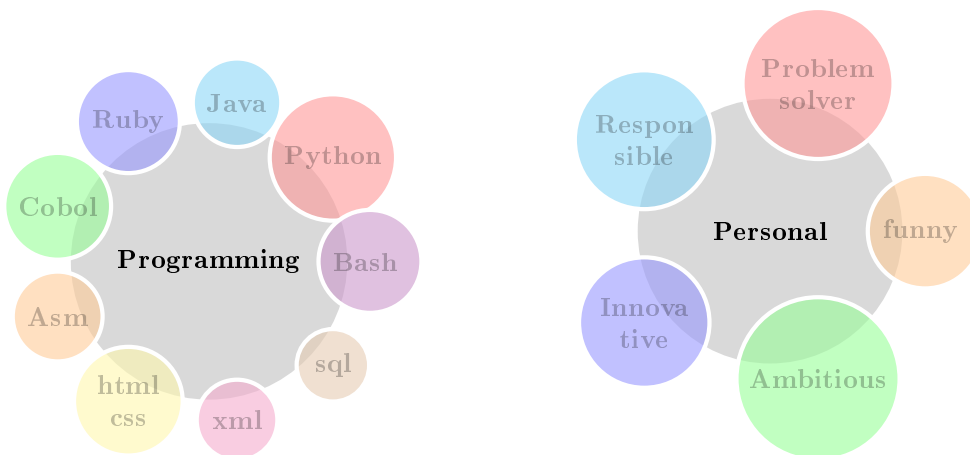 Programming
Python
Java
Ruby
Cobol
Asm
html
css
xml
sql
Bash
Personal
Problem
solver
Respon
sible
Innova
tive
Ambitious
funny